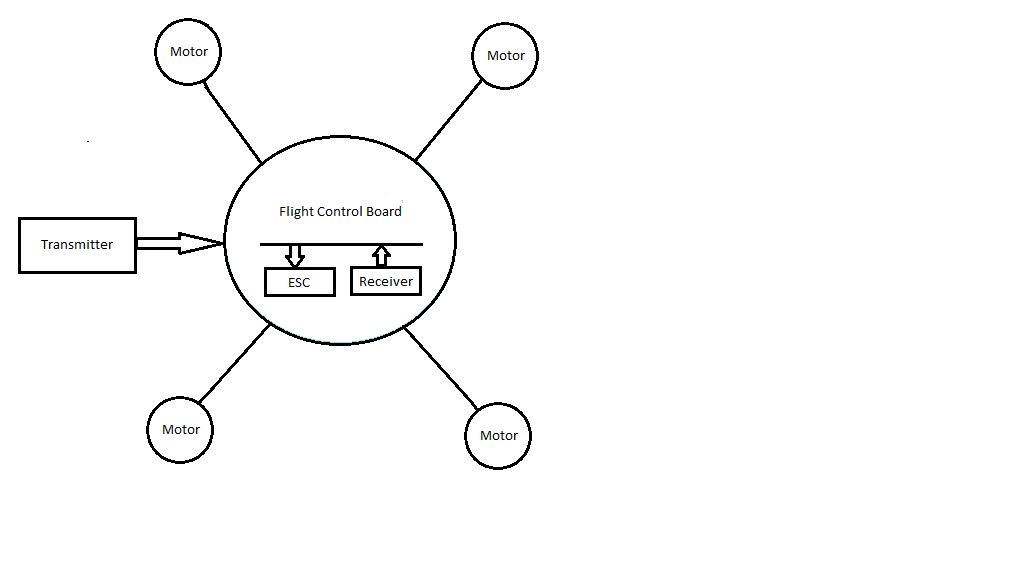 Motor
Motor
Flight Control Board
Transmitter
ESC
Receiver
Motor
Motor